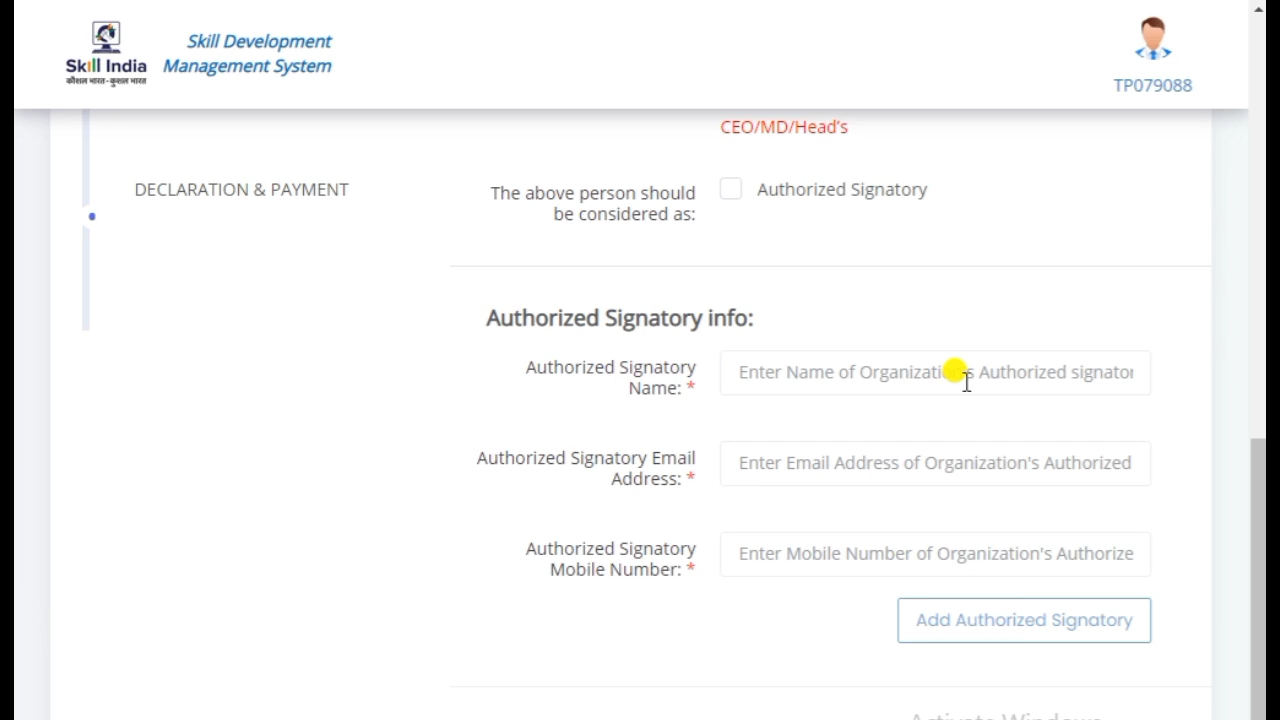 Skill Development
Management System
Skill India
कौशल भारत-कुशल भारत
TP079088
CEO/MD/Head's
DECLARATION & PAYMENT
The above person should
be considered as:
Authorized Signatory
Authorized Signatory info:
Authorized Signatory
Name: *
Enter Name of Organization's Authorized signator
Authorized Signatory Email
Address: *
Enter Email Address of Organization's Authorized
Authorized Signatory
Mobile Number: *
Enter Mobile Number of Organization's Authorize
Add Authorized Signatory
Activate Windows